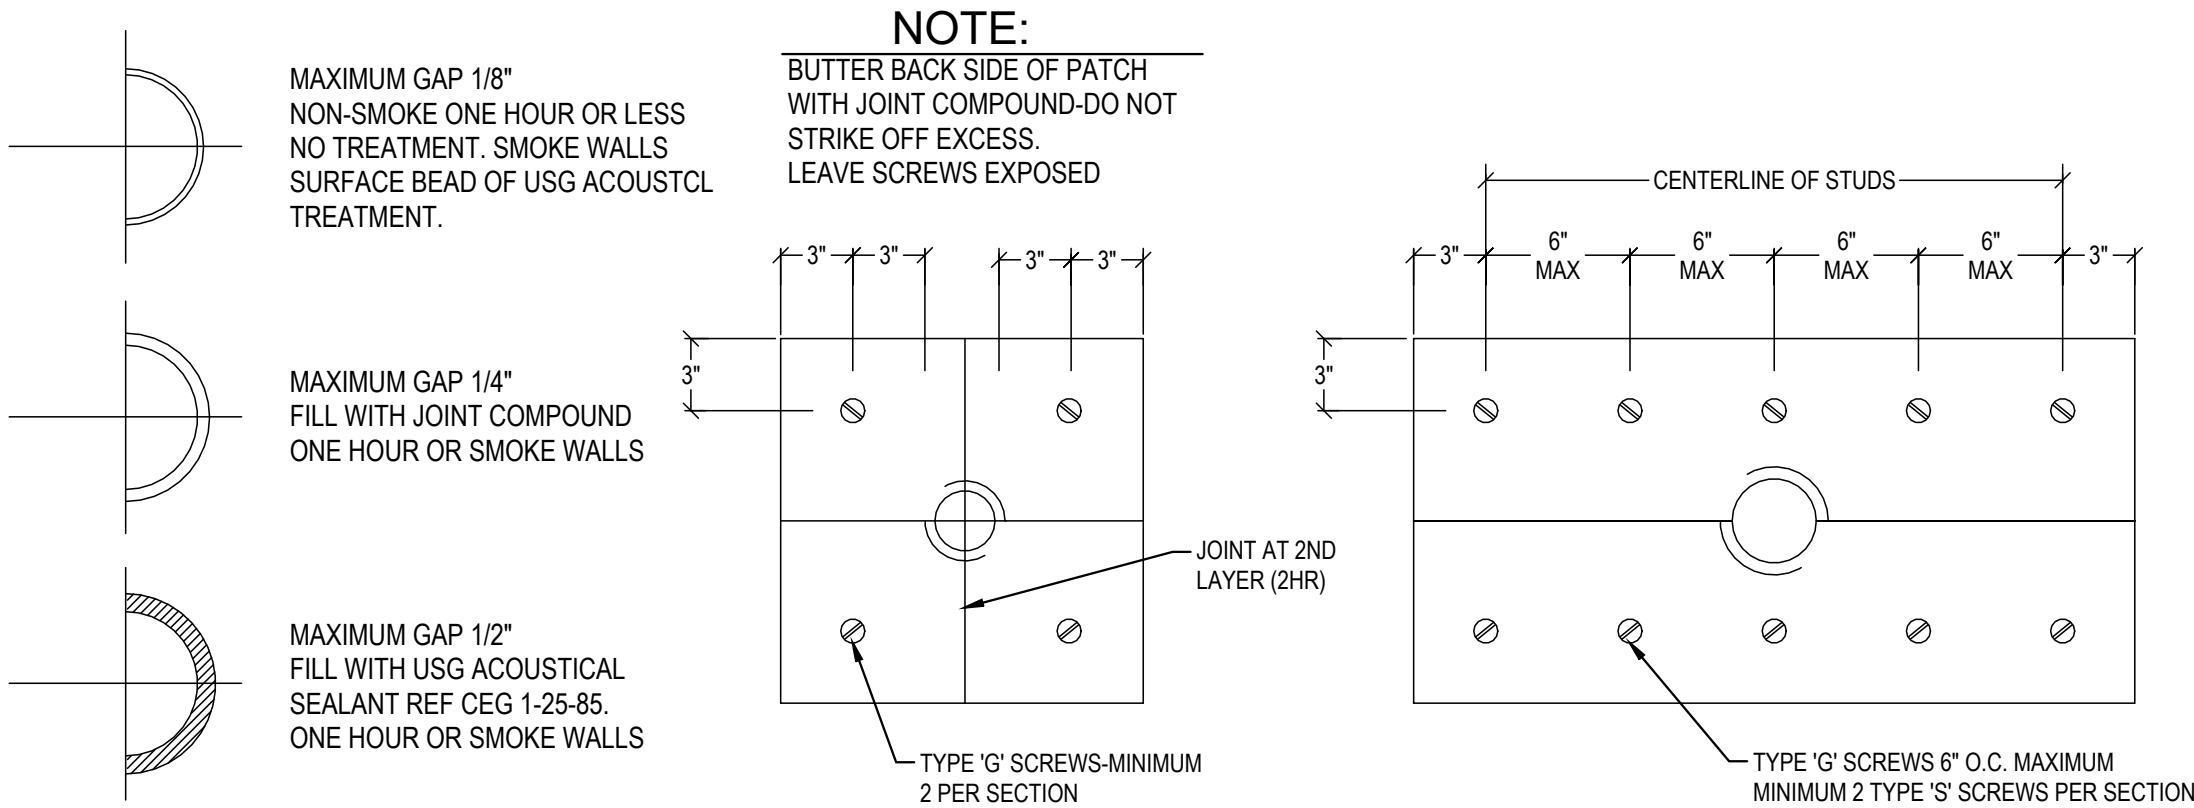 NOTE:
BUTTER BACK SIDE OF PATCH
WITH JOINT COMPOUND-DO NOT
STRIKE OFF EXCESS.
LEAVE SCREWS EXPOSED
MAXIMUM GAP 1/8"
NON-SMOKE ONE HOUR OR LESS
NO TREATMENT. SMOKE WALLS
SURFACE BEAD OF USG ACOUSTCL
TREATMENT.
MAXIMUM GAP 1/4"
FILL WITH JOINT COMPOUND
ONE HOUR OR SMOKE WALLS
MAXIMUM GAP 1/2"
FILL WITH USG ACOUSTICAL
SEALANT REF CEG 1-25-85.
ONE HOUR OR SMOKE WALLS
3" 3" 3" 3"
3"
JOINT AT 2ND
LAYER (2HR)
TYPE 'G' SCREWS-MINIMUM
2 PER SECTION
CENTERLINE OF STUDS
3" 6" 6" 6" 6" 3"
MAX MAX MAX MAX
3"
TYPE 'G' SCREWS 6" O.C. MAXIMUM
MINIMUM 2 TYPE 'S' SCREWS PER SECTION